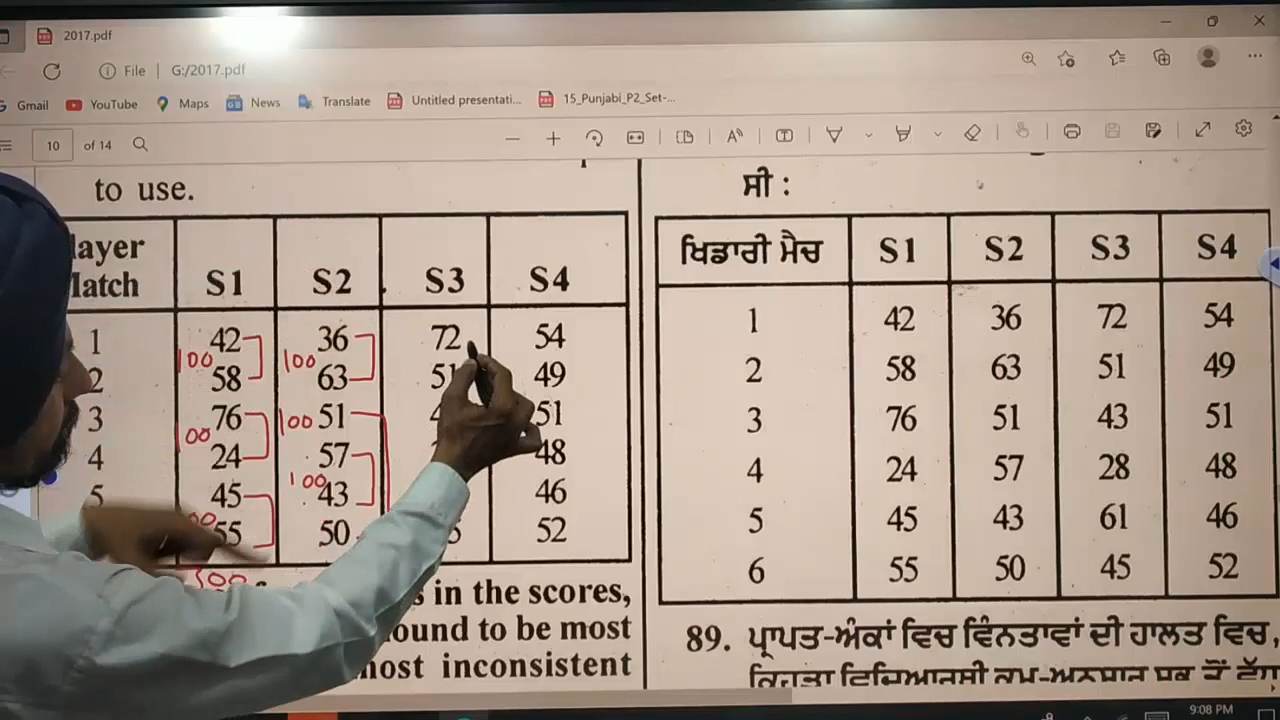 2017.pdf
File | G:/2017.pdf
Gmail YouTube Maps News Translate Untitled presentati... 15_Punjabi_P2_Set-...
10 of 14
to use.
S1 S2 S3 S4
1 42 36 72 54
2 58 63 51 49
3 76 51 51
4 24 57 48
5 45 43 46
55 50 52
100 100
100 100
100
300
in the scores,
ound to be most
most inconsistent
ਸੀ :
ਖਿਡਾਰੀ ਮੈਚ S1 S2 S3 S4
1 42 36 72 54
2 58 63 51 49
3 76 51 43 51
4 24 57 28 48
5 45 43 61 46
6 55 50 45 52
89. ਪ੍ਰਾਪਤ-ਅੰਕਾਂ ਵਿਚ ਵਿੰਨਤਾਵਾਂ ਦੀ ਹਾਲਤ ਵਿਚ,
9:08 PM